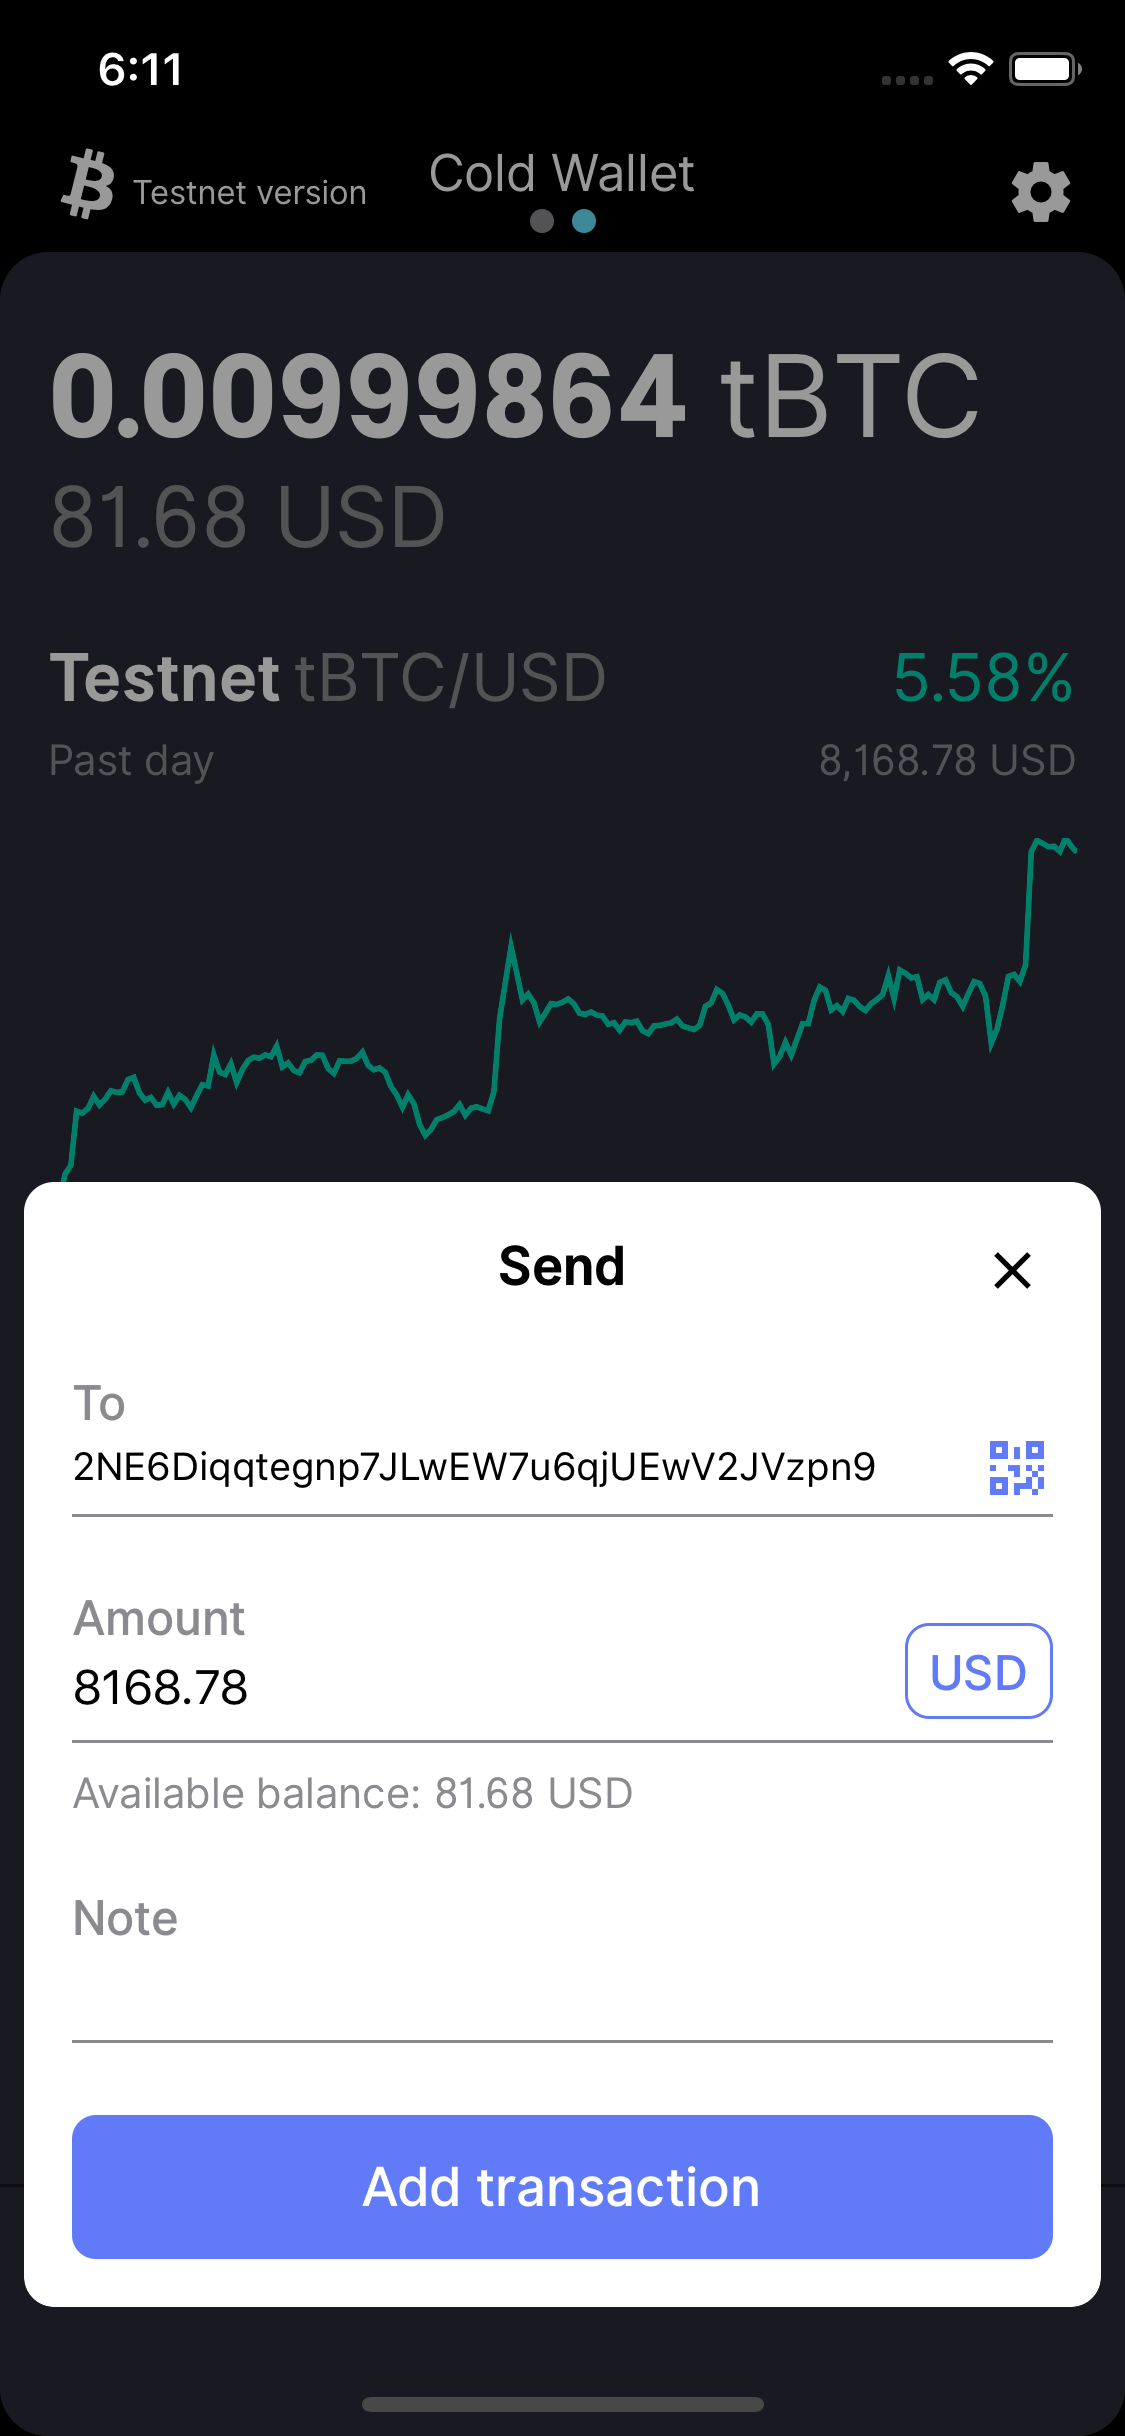 6:11
Testnet version
Cold Wallet
0.00999864 tBTC
81.68 USD
Testnet tBTC/USD
5.58%
Past day
8,168.78 USD
Send
To
2NE6Diqqtegnp7JLwEW7u6qjUEwV2JVzpn9
Amount
8168.78
USD
Available balance: 81.68 USD
Note
Add transaction